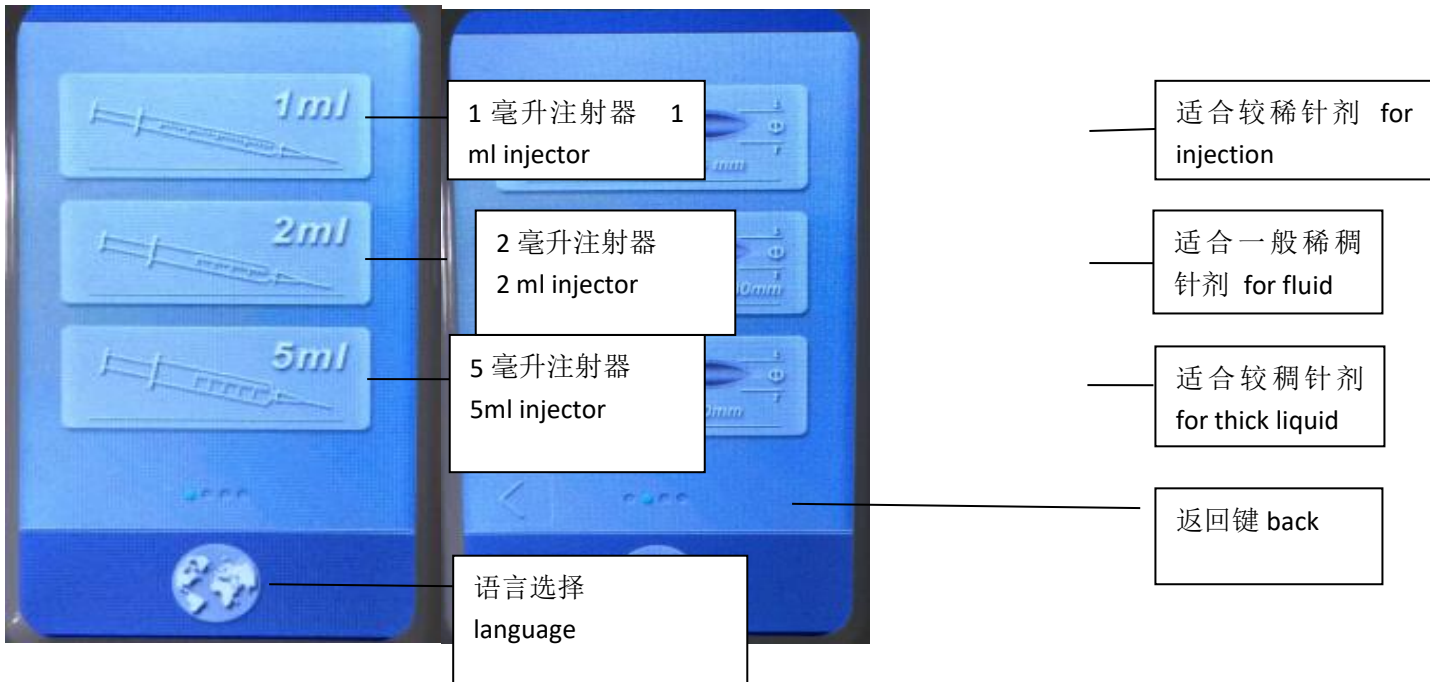 1ml
2ml
5ml
1 毫升注射器 1
ml injector
2 毫升注射器
2 ml injector
5 毫升注射器
5ml injector
语言选择
language
mm
0mm
0mm
适合较稀针剂 for
injection
适合一般稀稠
针剂 for fluid
适合较稠针剂
for thick liquid
返回键 back